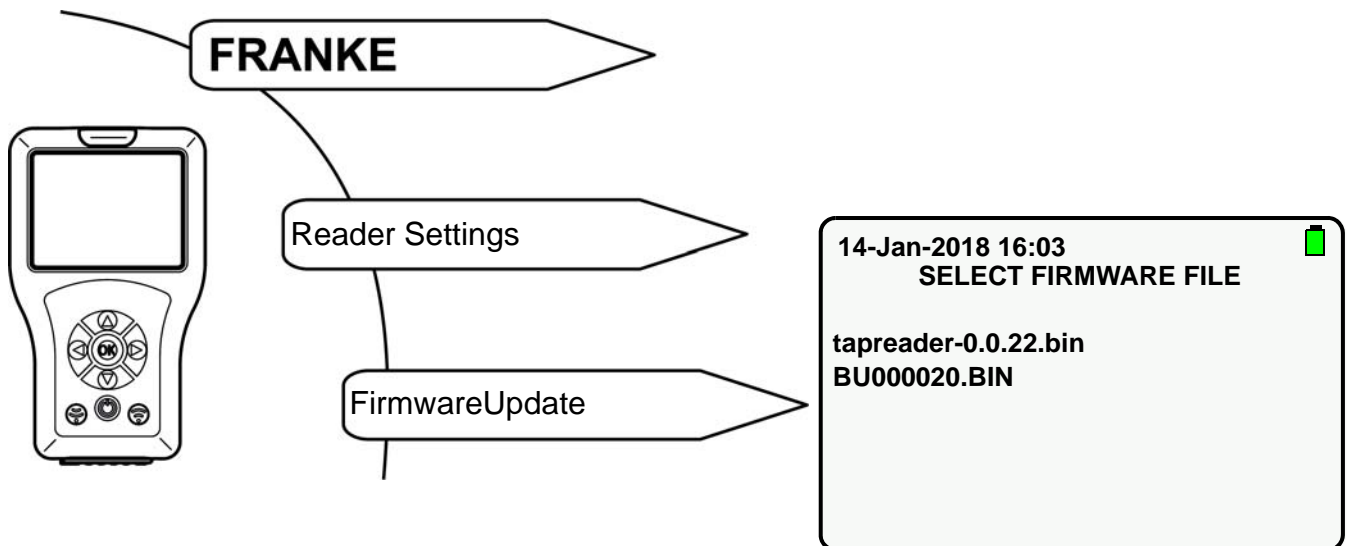 FRANKE
Reader Settings
FirmwareUpdate
14-Jan-2018 16:03
SELECT FIRMWARE FILE
tapreader-0.0.22.bin
BU000020.BIN
OK